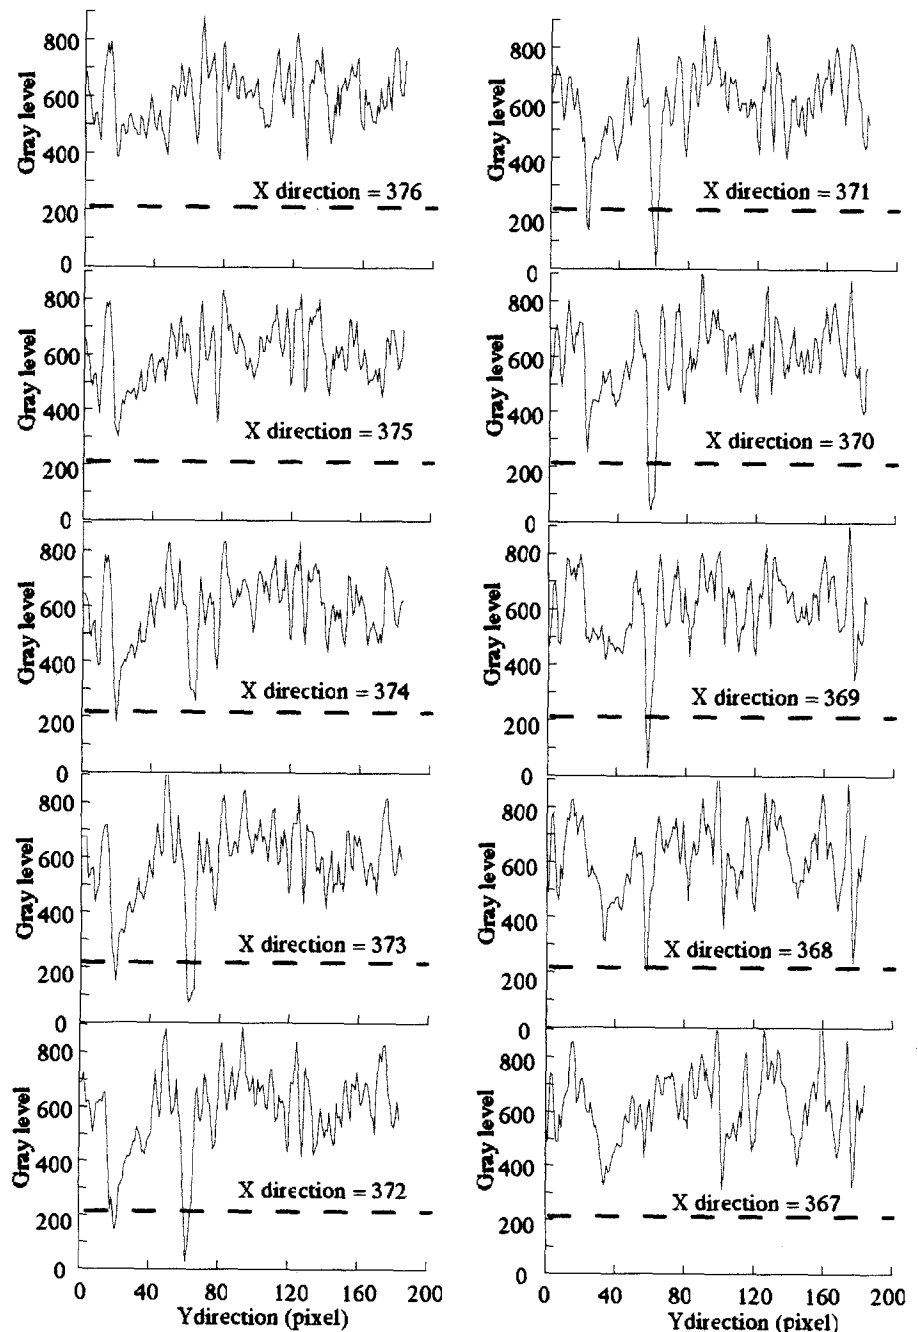 800
Gray level
600
400
X direction = 376
200
0
800
Gray level
600
400
X direction = 375
200
0
800
Gray level
600
400
X direction = 374
200
0
800
Gray level
600
400
X direction = 373
200
0
800
Gray level
600
400
X direction = 372
200
0
0 40 80 120 160 200
Ydirection (pixel)
800
Gray level
600
400
X direction = 371
200
0
800
Gray level
600
400
X direction = 370
200
0
800
Gray level
600
400
X direction = 369
200
0
800
Gray level
600
400
X direction = 368
200
0
800
Gray level
600
400
X direction = 367
200
0
0 40 80 120 160 200
Ydirection (pixel)